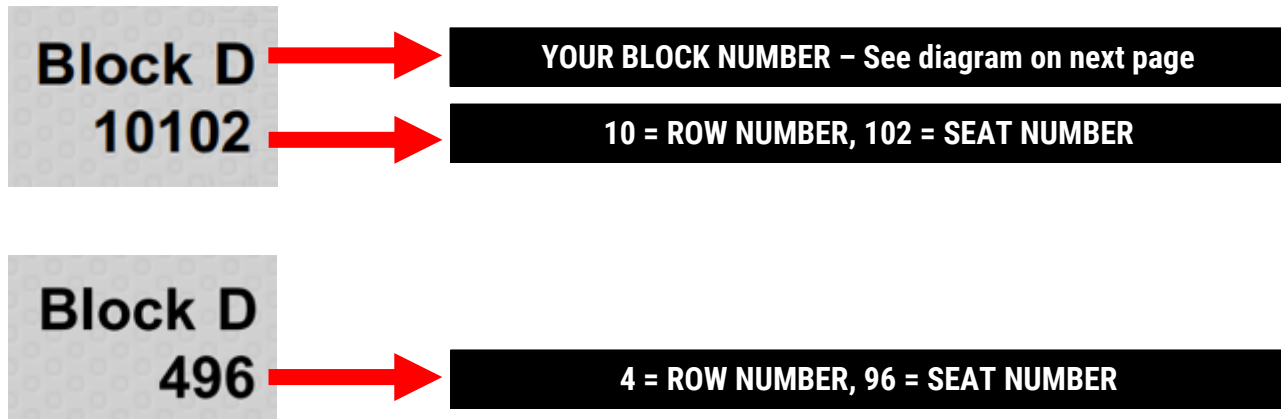 Block D
YOUR BLOCK NUMBER – See diagram on next page
10102
10 = ROW NUMBER, 102 = SEAT NUMBER
Block D
496
4 = ROW NUMBER, 96 = SEAT NUMBER